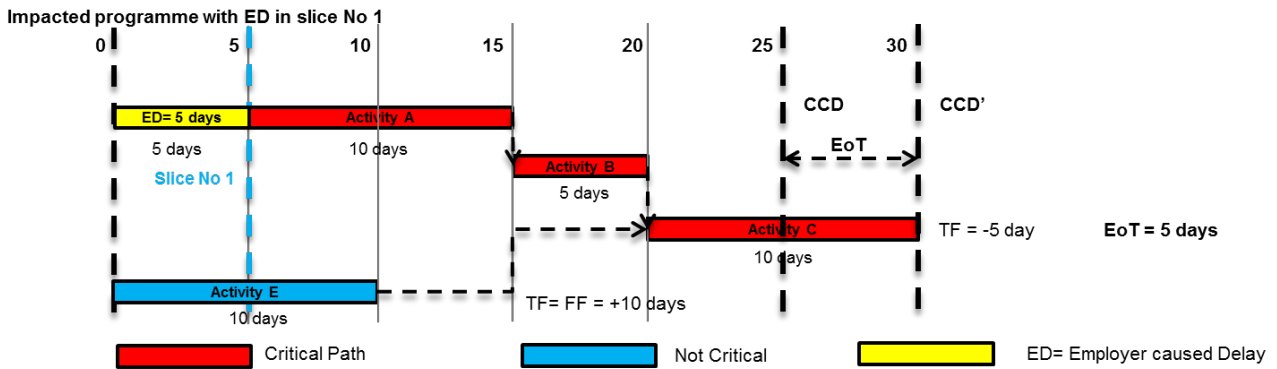 Impacted programme with ED in slice No 1
0 5 10 15 20 25 30
CCD CCD’
ED= 5 days Activity A
EoT
5 days 10 days
Activity B
Slice No 1
5 days
Activity C TF = -5 day EoT = 5 days
10 days
Activity E
TF= FF = +10 days
10 days
Critical Path Not Critical ED= Employer caused Delay